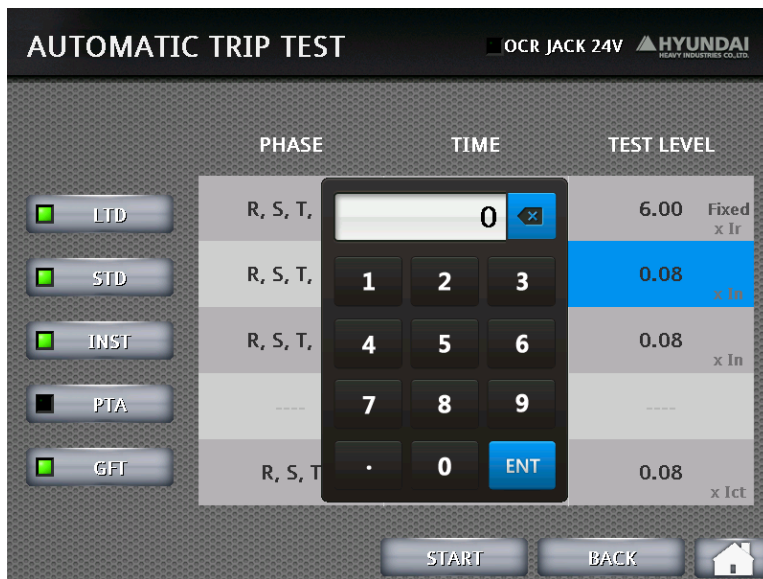 AUTOMATIC TRIP TEST
OCR JACK 24V
HYUNDAI
HEAVY INDUSTRIES CO.,LTD.
PHASE TIME TEST LEVEL
LTD R, S, T, 6.00 Fixed
x Ir
STD R, S, T, 0.08
x In
INST R, S, T, 0.08
x In
PTA ---- ----
GFT R, S, T 0.08
x Ict
0
1 2 3
4 5 6
7 8 9
. 0 ENT
START BACK